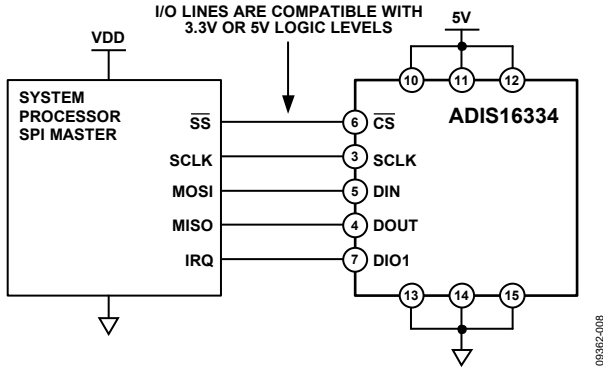 I/O LINES ARE COMPATIBLE WITH
3.3V OR 5V LOGIC LEVELS
VDD
5V
10 11 12
SYSTEM
PROCESSOR
SPI MASTER
ADIS16334
SS 6 CS
SCLK 3 SCLK
MOSI 5 DIN
MISO 4 DOUT
IRQ 7 DIO1
13 14 15
09362-008